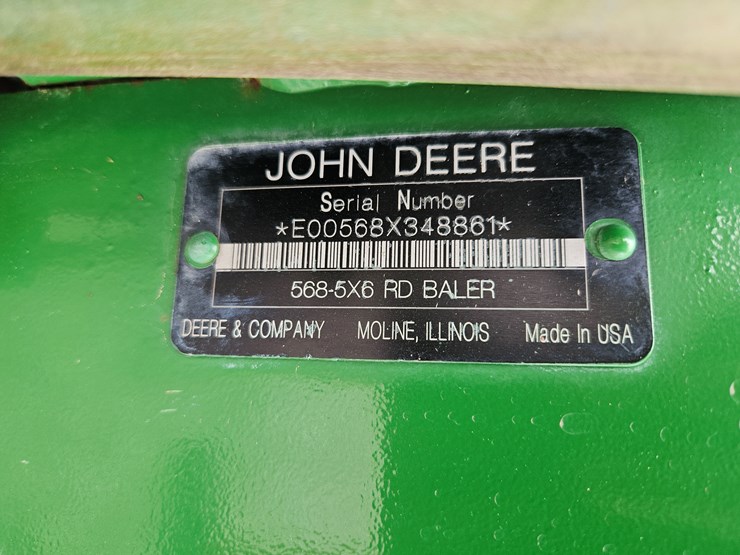 JOHN DEERE
Serial Number
*E00568X348861*
568-5X6 RD BALER
DEERE & COMPANY MOLINE, ILLINOIS Made In USA